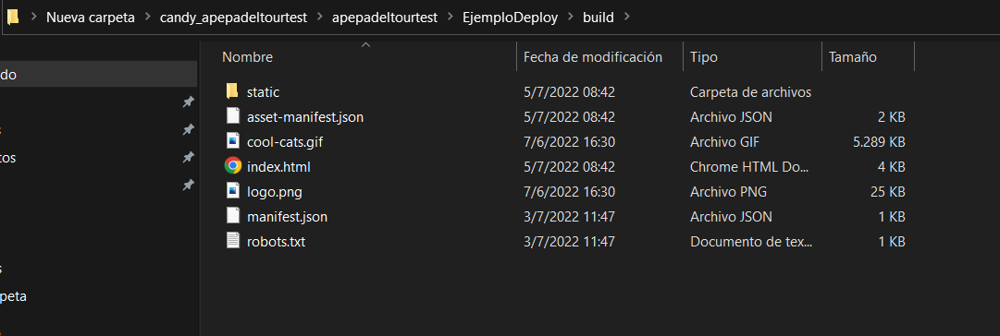 Nueva carpeta > candy_apepadeltourtest > apepadeltourtest > EjemploDeploy > build >
Nombre Fecha de modificación Tipo Tamaño
do
static 5/7/2022 08:42 Carpeta de archivos
asset-manifest.json 5/7/2022 08:42 Archivo JSON 2 KB
s cool-cats.gif 7/6/2022 16:30 Archivo GIF 5.289 KB
tos
index.html 5/7/2022 08:42 Chrome HTML Do... 4 KB
logo.png 7/6/2022 16:30 Archivo PNG 25 KB
manifest.json 3/7/2022 11:47 Archivo JSON 1 KB
robots.txt 3/7/2022 11:47 Documento de tex... 1 KB
s
peta